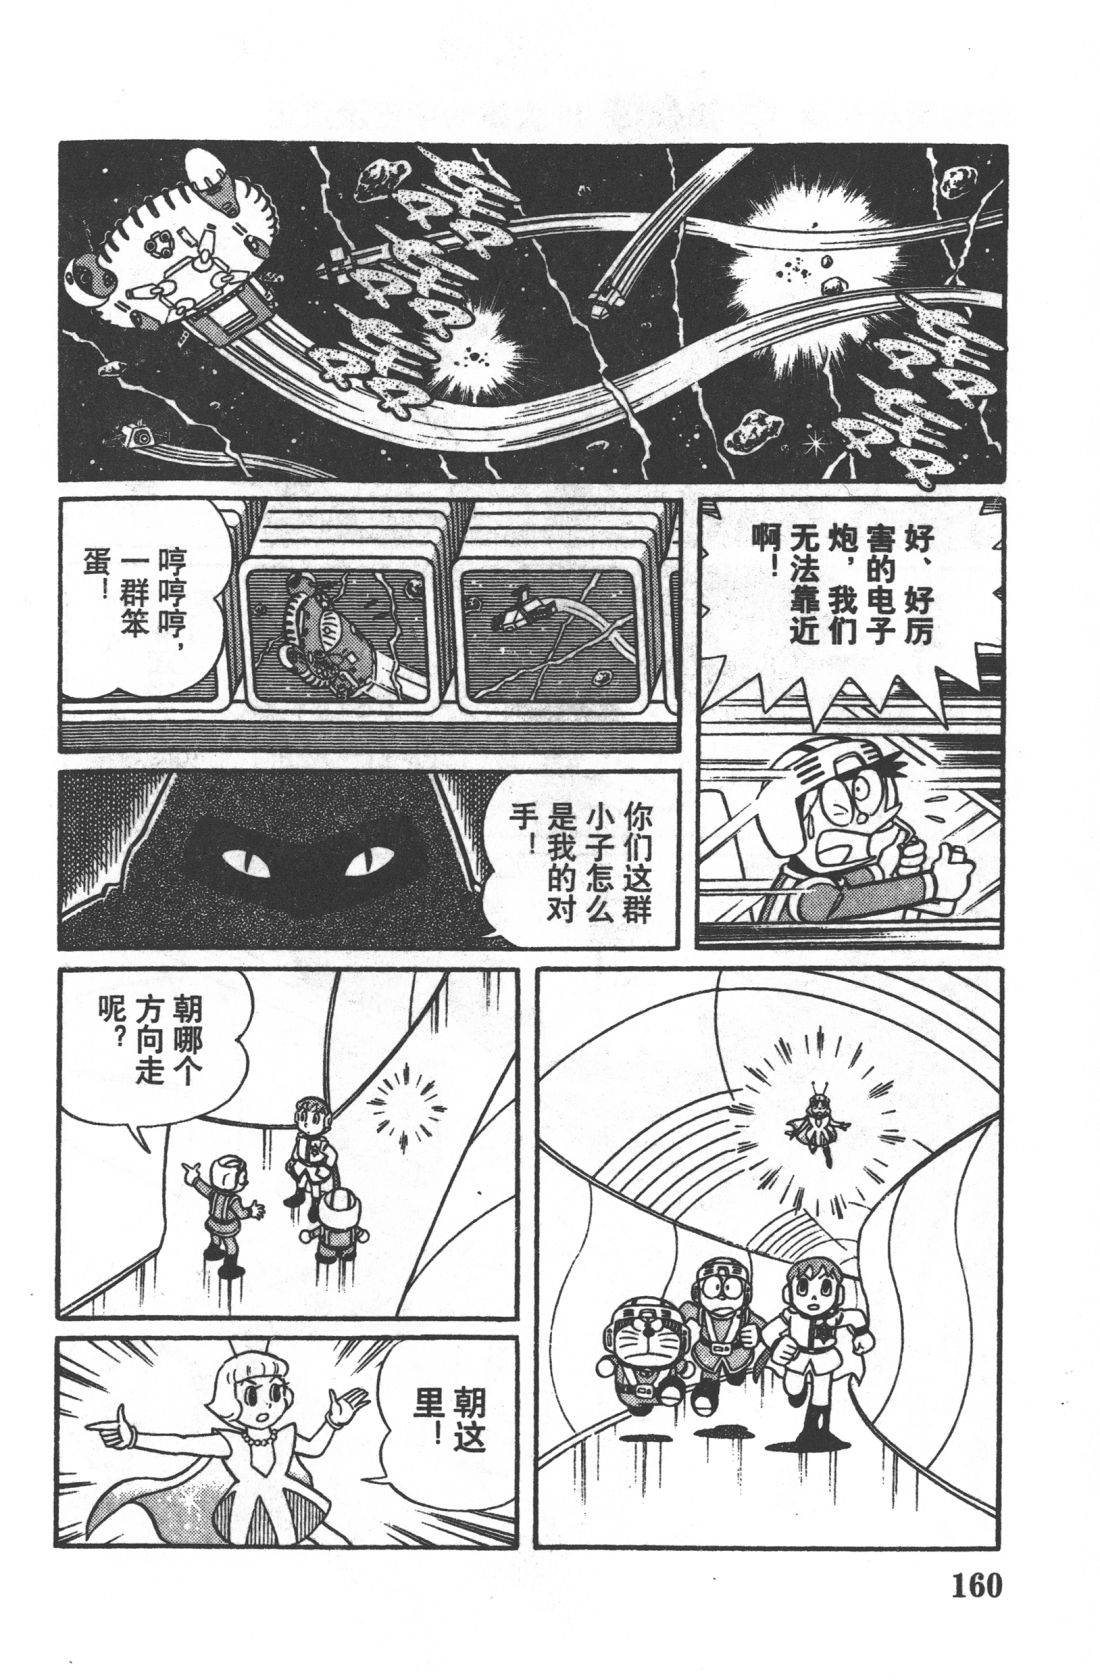 好、好厉
害的电子
炮，我们
无法靠近
啊！
哼哼哼，
一群笨
蛋！
你们这群
小子怎么
是我的对
手！
朝哪个
方向走
呢？
朝这
里！
160